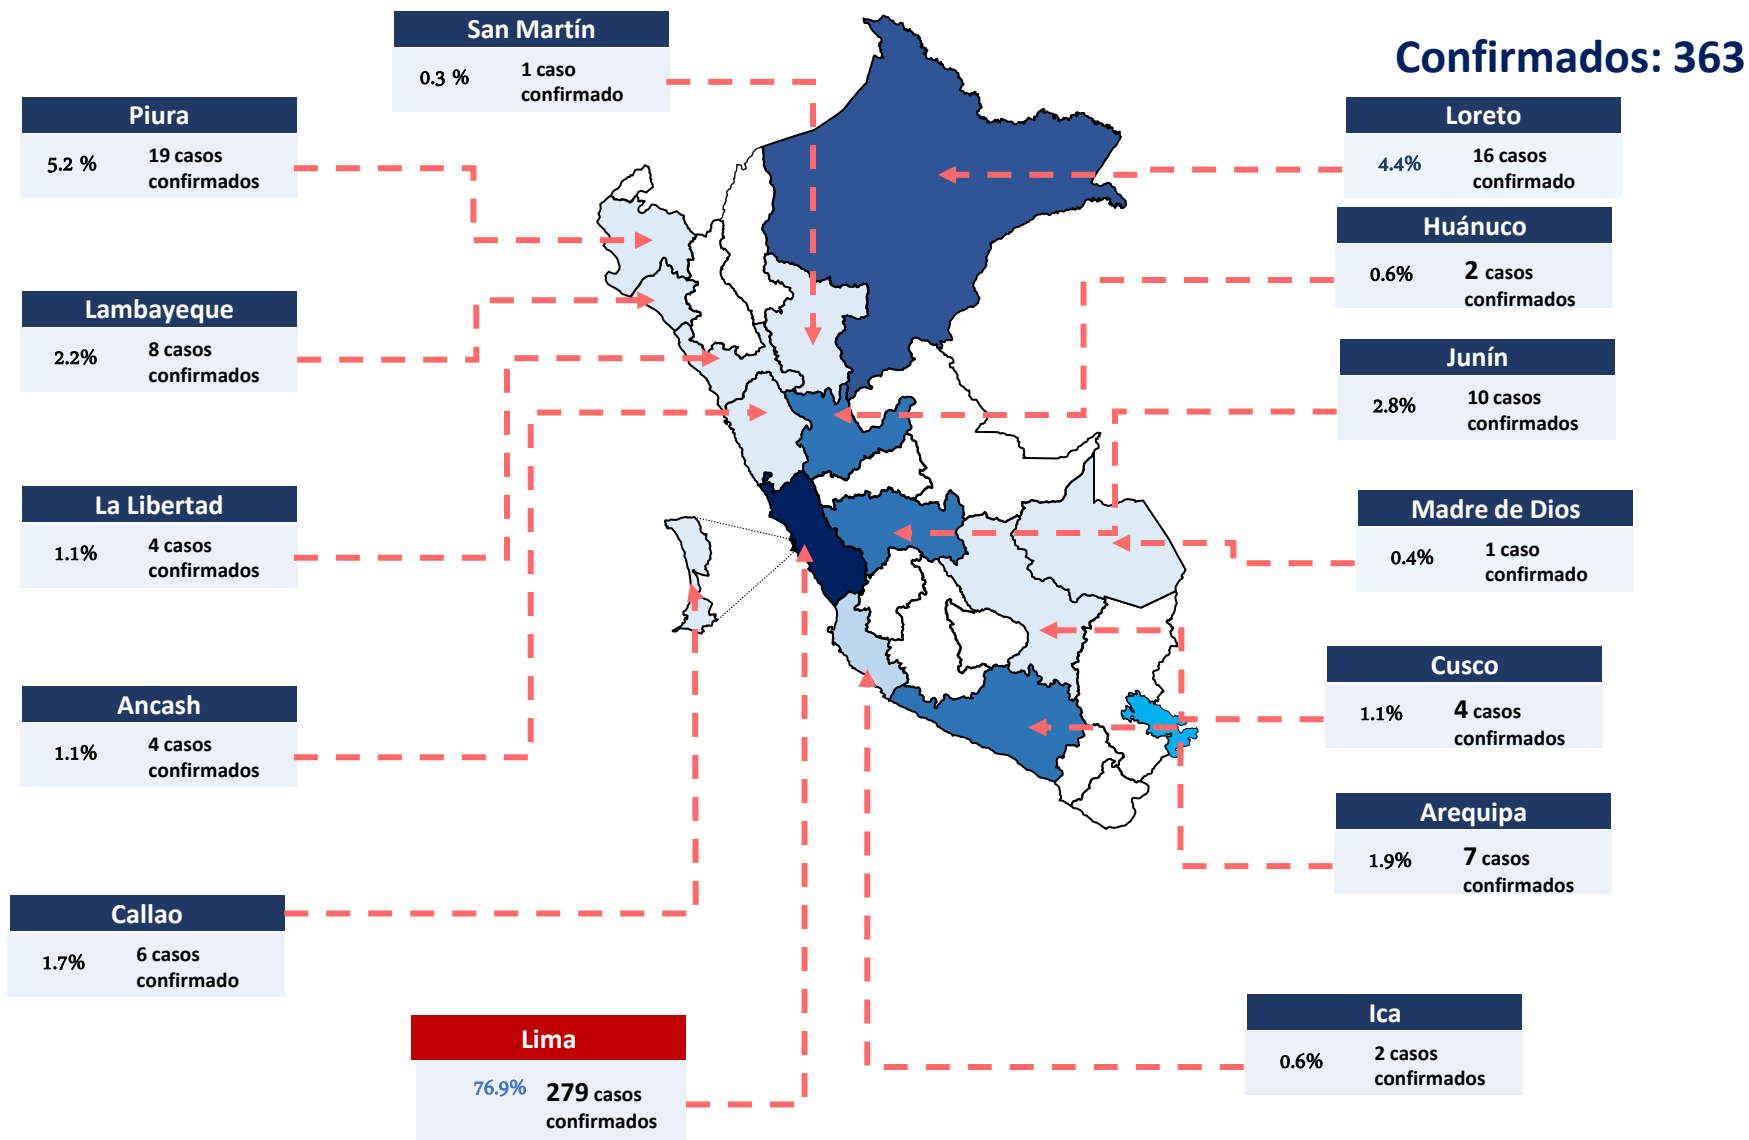 Confirmados: 363
San Martín
0.3 %
1 caso
confirmado
Piura
5.2 %
19 casos
confirmados
Lambayeque
2.2%
8 casos
confirmados
La Libertad
1.1%
4 casos
confirmados
Ancash
1.1%
4 casos
confirmados
Callao
1.7%
6 casos
confirmado
Lima
76.9%
279 casos
confirmados
Loreto
4.4%
16 casos
confirmado
Huánuco
0.6%
2 casos
confirmados
Junín
2.8%
10 casos
confirmados
Madre de Dios
0.4%
1 caso
confirmado
Cusco
1.1%
4 casos
confirmados
Arequipa
1.9%
7 casos
confirmados
Ica
0.6%
2 casos
confirmados